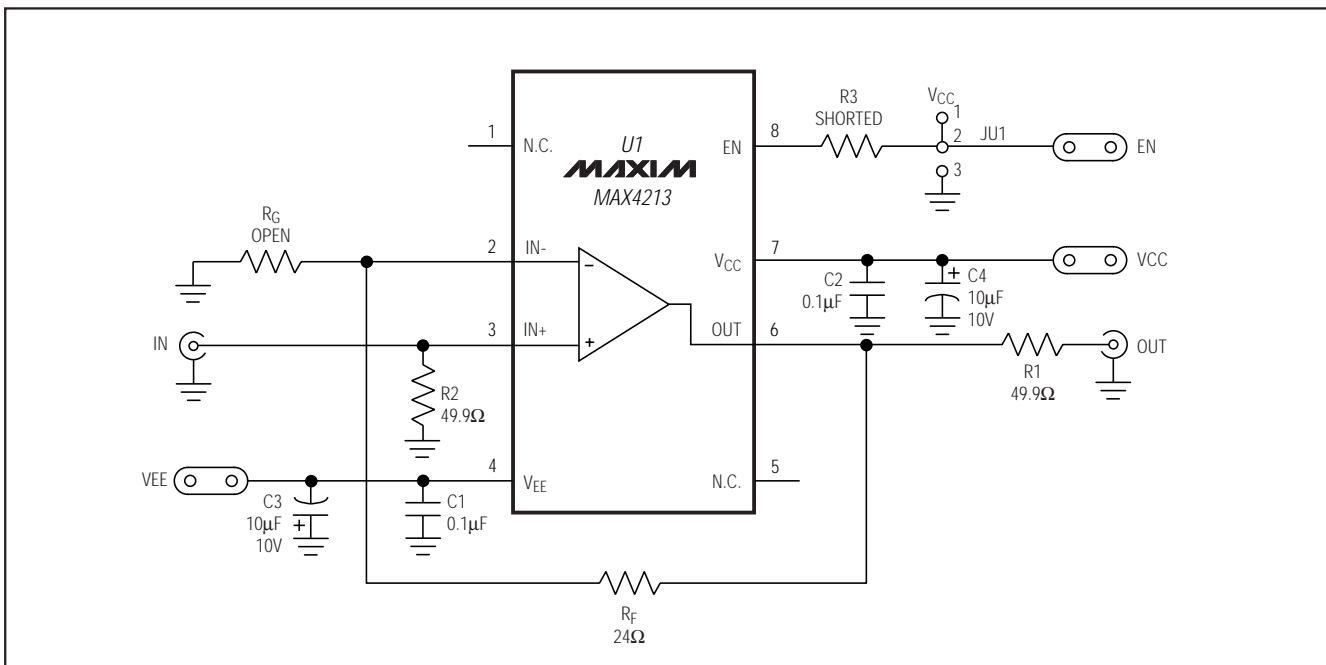 R3
SHORTED
VCC
1
2
3
JU1
EN
1
N.C.
U1
MAXIM
MAX4213
EN
8
RG
OPEN
2
IN-
−
VCC
7
VCC
C2
0.1µF
+
C4
10µF
10V
IN
3
IN+
+
OUT
6
OUT
R1
49.9Ω
R2
49.9Ω
VEE
4
VEE
N.C.
5
C3
10µF
+
10V
C1
0.1µF
RF
24Ω